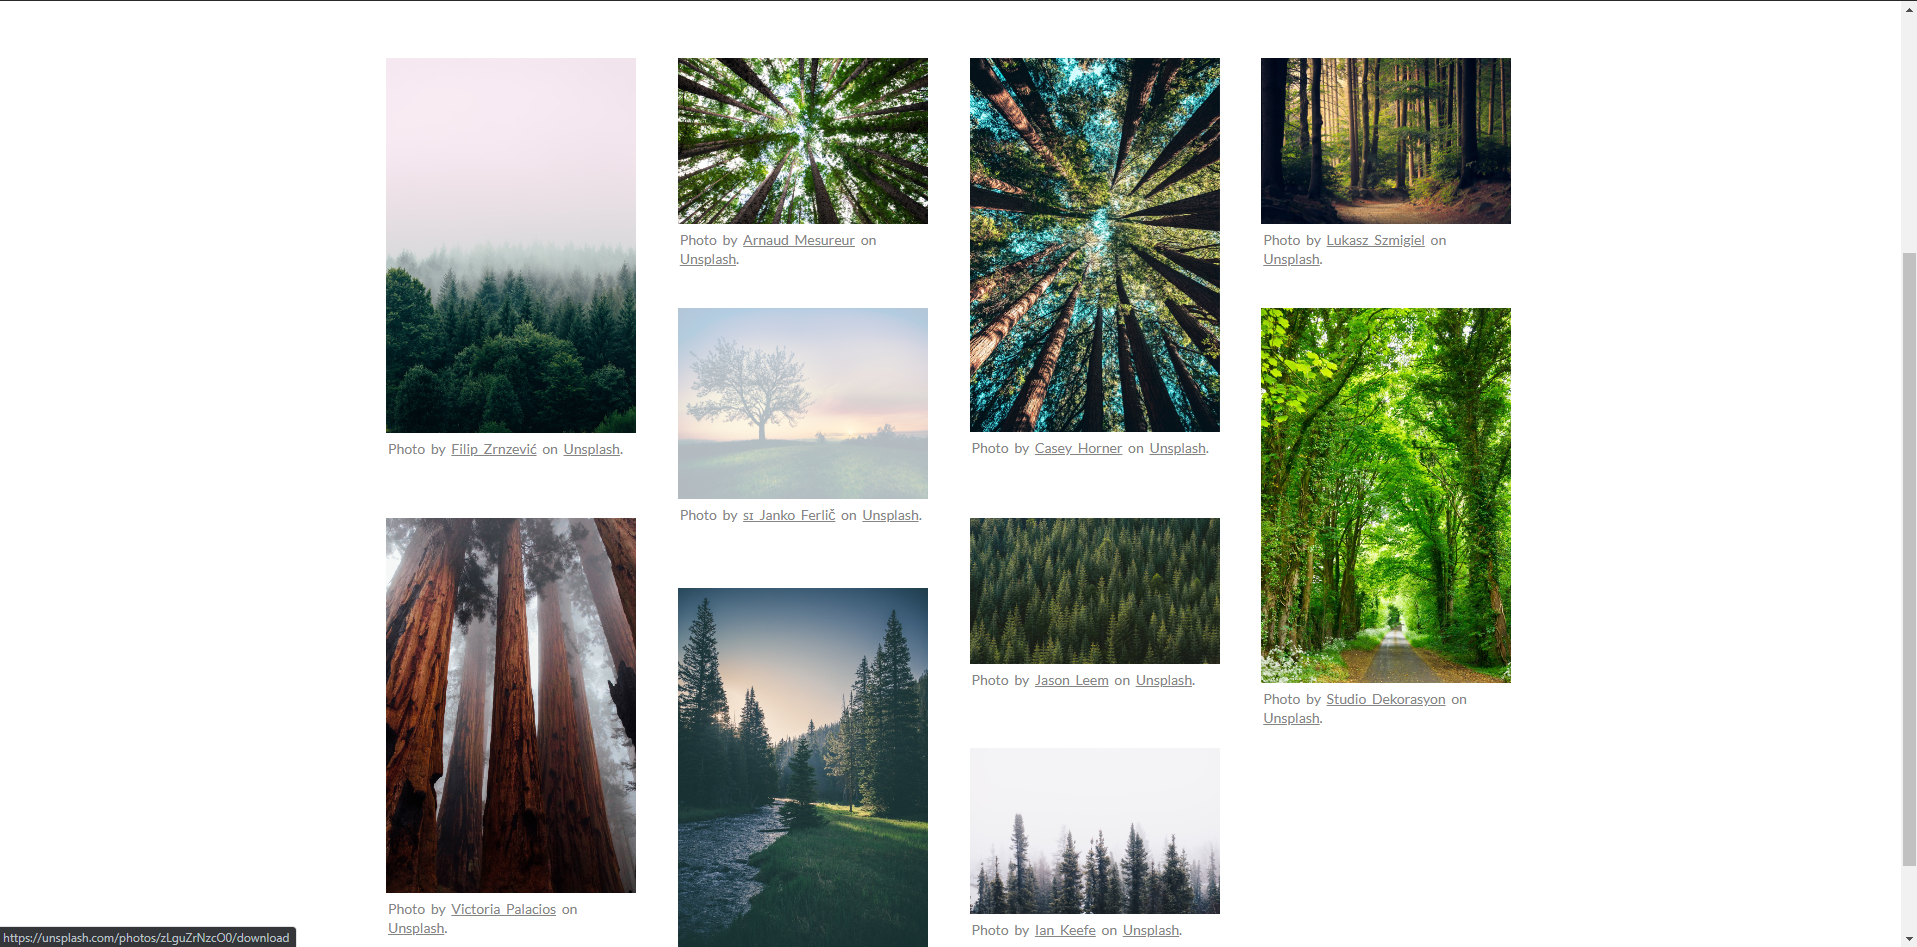 Photo by Filip Zrnzević on Unsplash.
Photo by Victoria Palacios on
Unsplash.
Photo by Arnaud Mesureur on
Unsplash.
Photo by sɪ Janko Ferlič on Unsplash.
Photo by Casey Horner on Unsplash.
Photo by Jason Leem on Unsplash.
Photo by Ian Keefe on Unsplash.
Photo by Lukasz Szmigiel on
Unsplash.
Photo by Studio Dekorasyon on
Unsplash.
https://unsplash.com/photos/zLguZrNzcO0/download